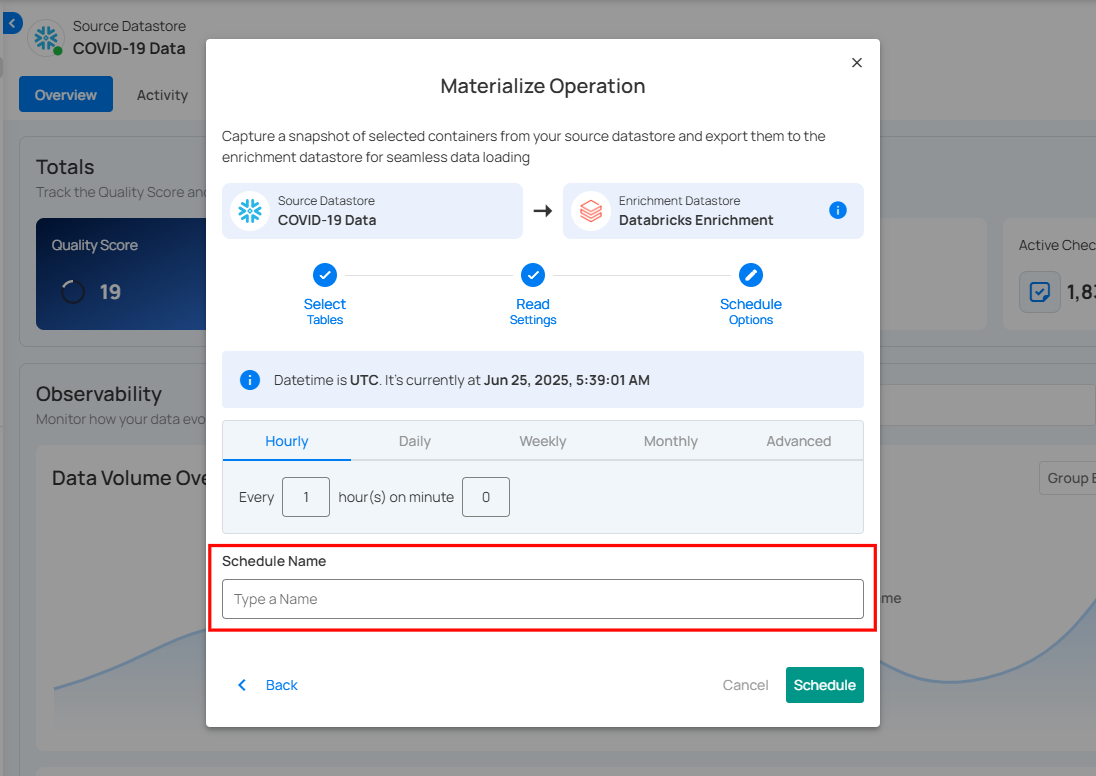 Source Datastore
COVID-19 Data
Overview
Activity
Totals
Track the Quality Score and
Quality Score
19
Active Chec
1,83
Observability
Monitor how your data evo
Data Volume Ove
Group B
me
Materialize Operation
Capture a snapshot of selected containers from your source datastore and export them to the
enrichment datastore for seamless data loading
Source Datastore
COVID-19 Data
Enrichment Datastore
Databricks Enrichment
Select
Tables
Read
Settings
Schedule
Options
Datetime is UTC. It's currently at Jun 25, 2025, 5:39:01 AM
Hourly Daily Weekly Monthly Advanced
Every 1 hour(s) on minute 0
Schedule Name
Type a Name
Back
Cancel
Schedule